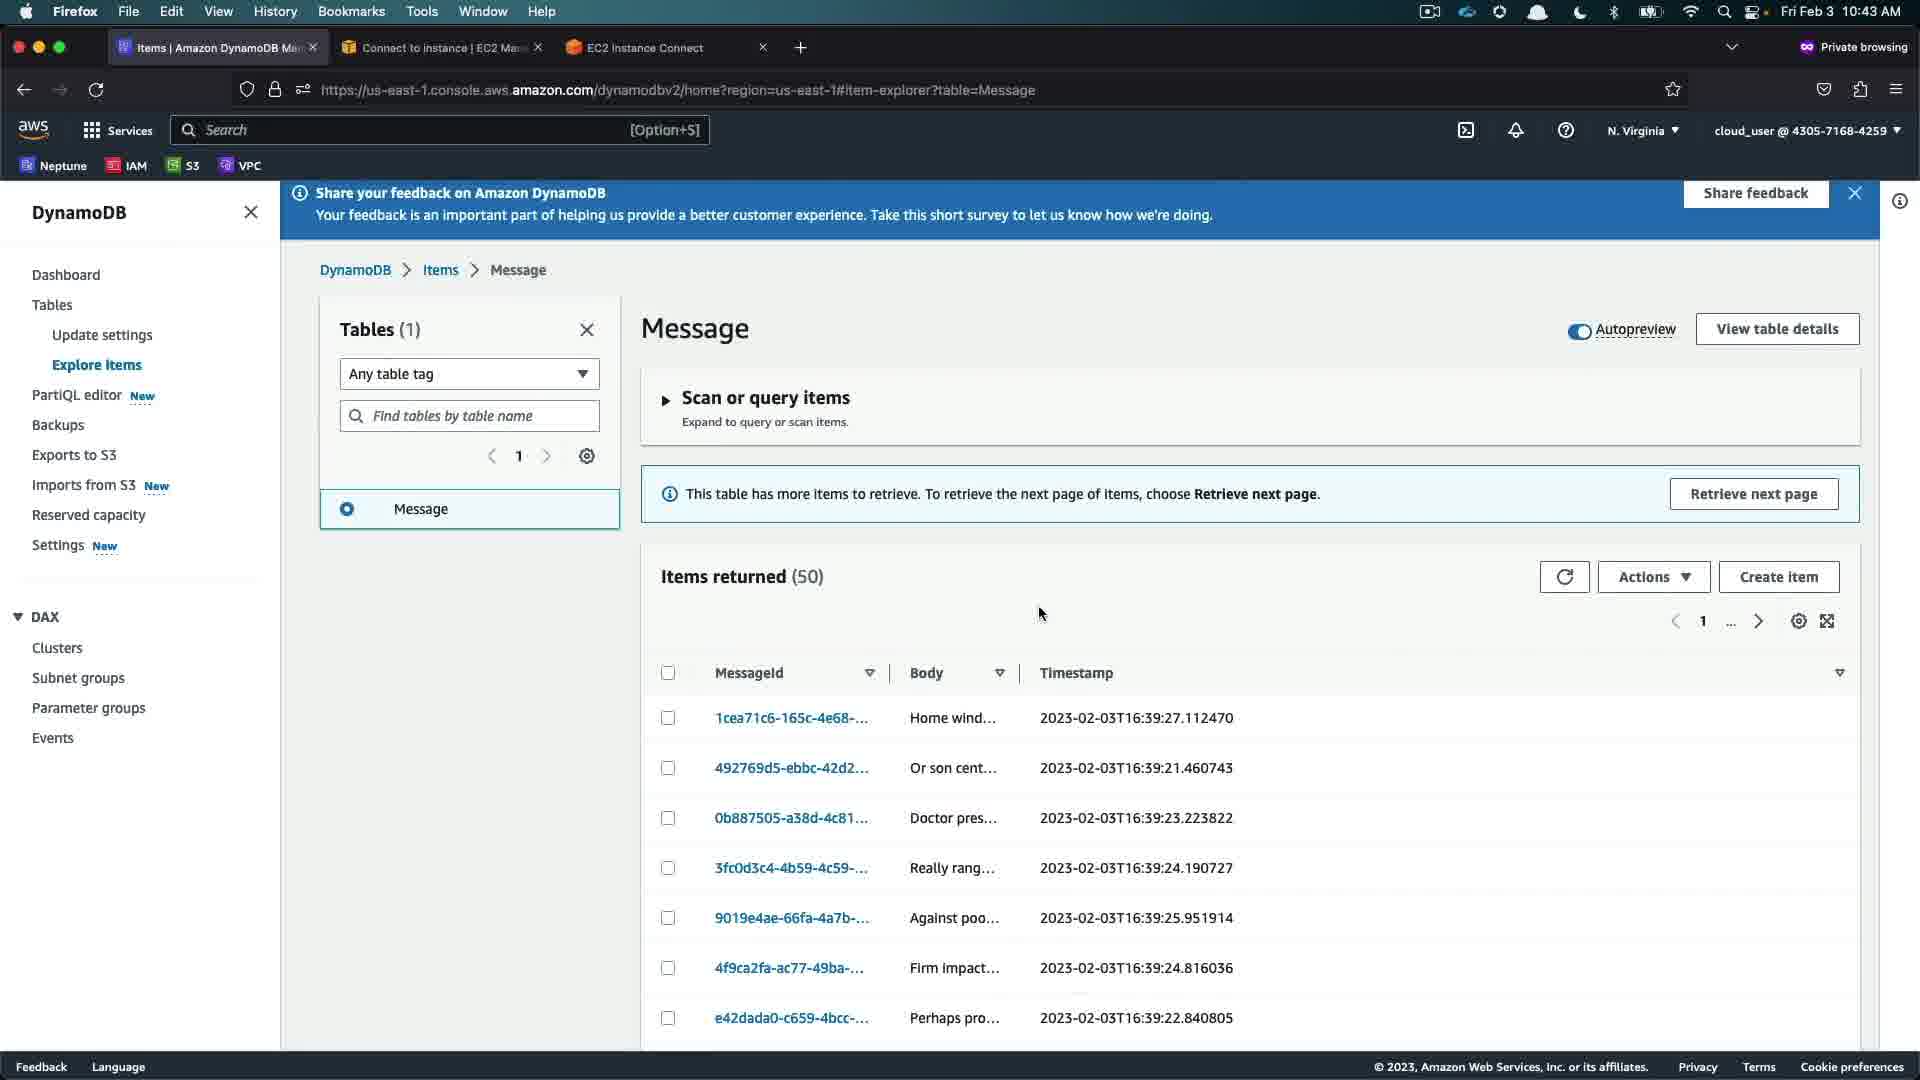 Firefox File Edit View History Bookmarks Tools Window Help Fri Feb 3 10:43 AM
Items | Amazon DynamoDB Man Connect to instance | EC2 Mana EC2 Instance Connect Private browsing
https://us-east-1.console.aws.amazon.com/dynamodbv2/home?region=us-east-1#item-explorer?table=Message
aws Services Search [Option+S] N. Virginia cloud_user @ 4305-7168-4259
Neptune IAM S3 VPC
DynamoDB
Dashboard
Tables
Update settings
Explore items
PartiQL editor New
Backups
Exports to S3
Imports from S3 New
Reserved capacity
Settings New
DAX
Clusters
Subnet groups
Parameter groups
Events
Share your feedback on Amazon DynamoDB
Your feedback is an important part of helping us provide a better customer experience. Take this short survey to let us know how we're doing.
Share feedback
DynamoDB Items Message
Tables (1)
Any table tag
Find tables by table name
1
Message
Message
Autopreview View table details
Scan or query items
Expand to query or scan items.
This table has more items to retrieve. To retrieve the next page of items, choose Retrieve next page.
Retrieve next page
Items returned (50)
Actions Create item
1 ...
MessageId Body Timestamp
1cea71c6-165c-4e68-... Home wind... 2023-02-03T16:39:27.112470
492769d5-ebbc-42d2... Or son cent... 2023-02-03T16:39:21.460743
0b887505-a38d-4c81... Doctor pres... 2023-02-03T16:39:23.223822
3fc0d3c4-4b59-4c59-... Really rang... 2023-02-03T16:39:24.190727
9019e4ae-66fa-4a7b-... Against poo... 2023-02-03T16:39:25.951914
4f9ca2fa-ac77-49ba-... Firm impact... 2023-02-03T16:39:24.816036
e42dada0-c659-4bcc-... Perhaps pro... 2023-02-03T16:39:22.840805
Feedback Language © 2023, Amazon Web Services, Inc. or its affiliates. Privacy Terms Cookie preferences